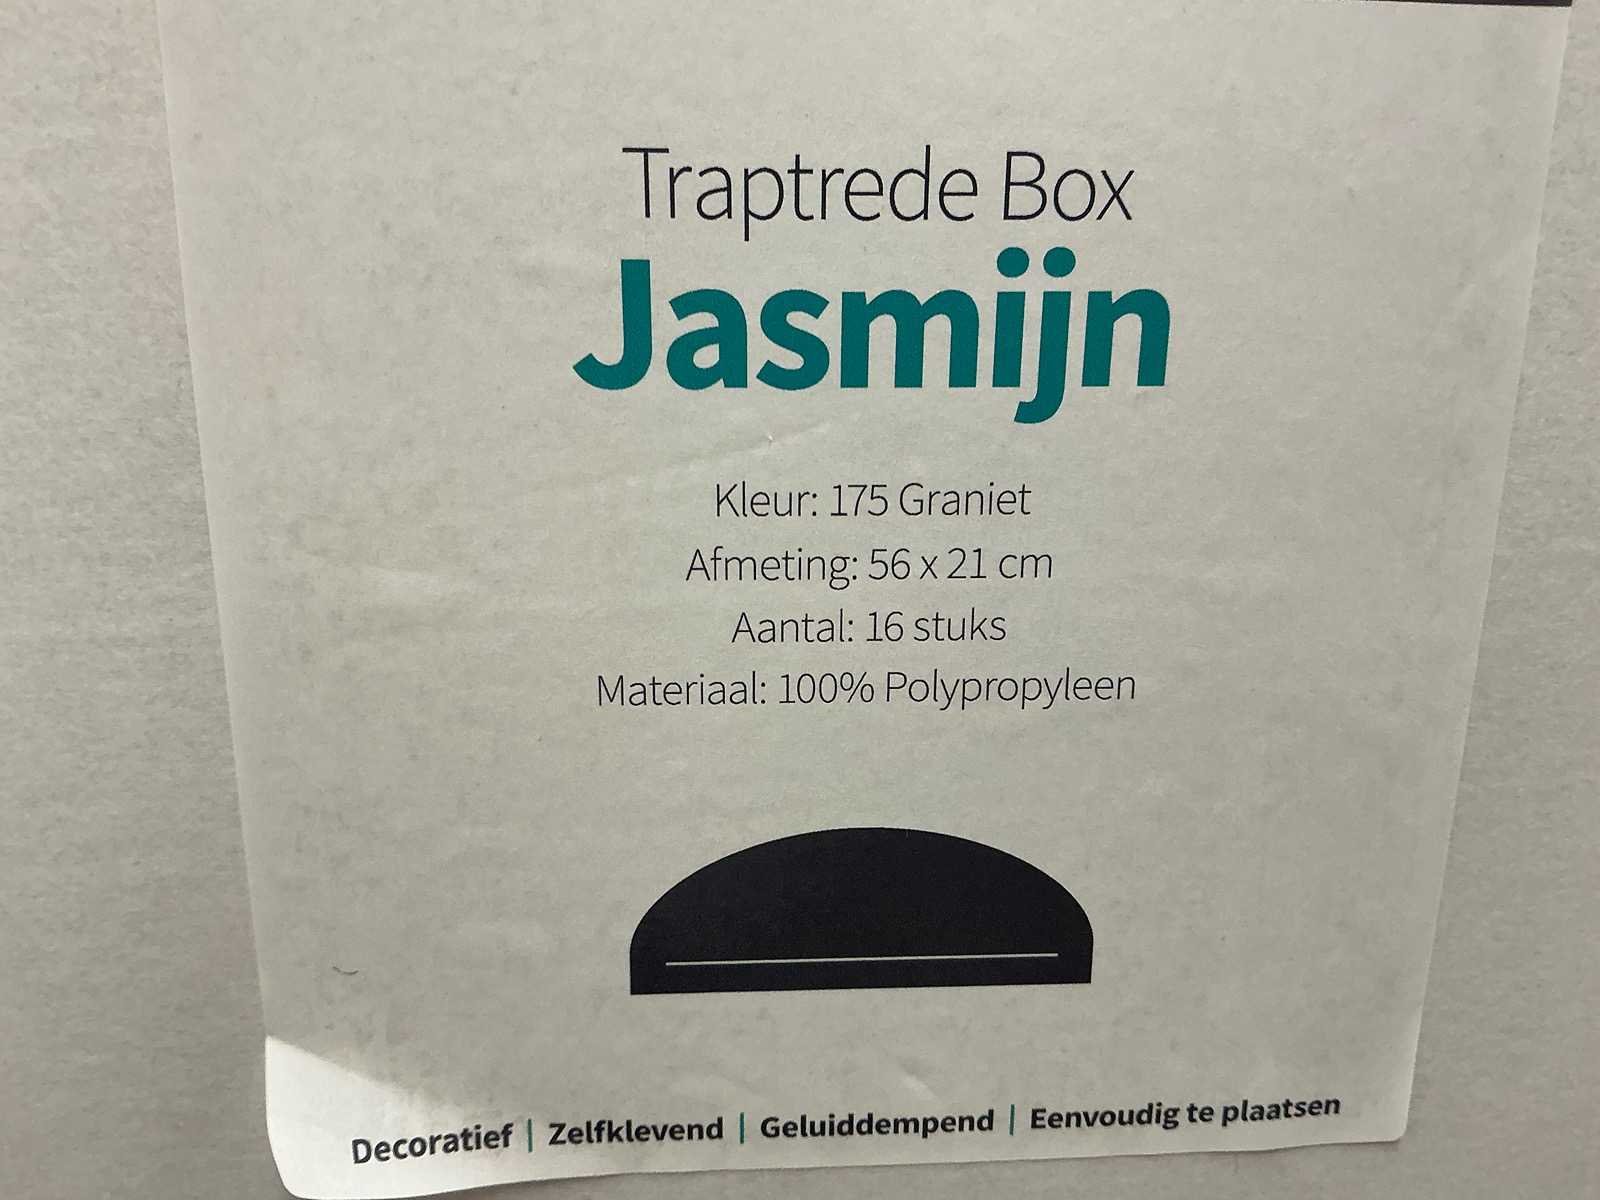 Traptrede Box
Jasmijn
Kleur: 175 Graniet
Afmeting: 56 x 21 cm
Aantal: 16 stuks
Materiaal: 100% Polypropyleen
Decoratief | Zelfklevend | Geluiddempend | Eenvoudig te plaatsen